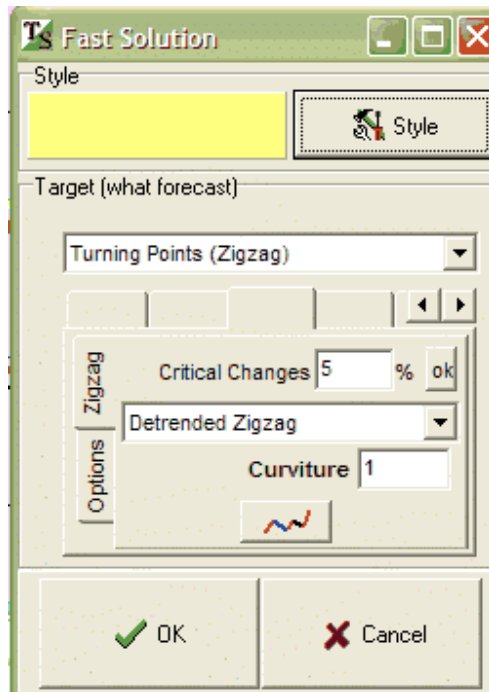 TS Fast Solution
Style
Style
Target (what forecast)
Turning Points (Zigzag)
Zigzag
Critical Changes 5 % ok
Detrended Zigzag
Options
Curviture 1
OK Cancel